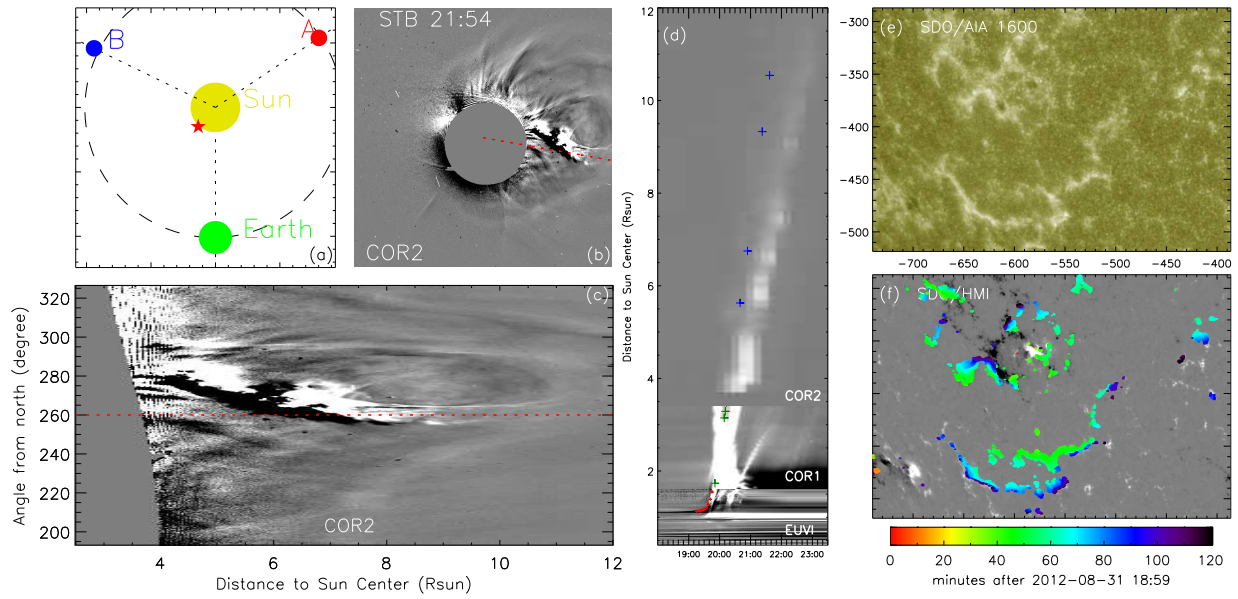 B
A
Sun
Earth
(a)
STB 21:54
COR2
(b)
(c)
Angle from north (degree)
320
300
280
260
240
220
200
COR2
4
6
8
10
12
Distance to Sun Center (Rsun)
(d)
Distance to Sun Center (Rsun)
12
10
8
6
4
2
COR2
COR1
EUVI
19:00
20:00
21:00
22:00
23:00
(e) SDO/AIA 1600
-300
-350
-400
-450
-500
-700
-650
-600
-550
-500
-450
-400
(f) SDO/HMI
0
20
40
60
80
100
120
minutes after 2012-08-31 18:59